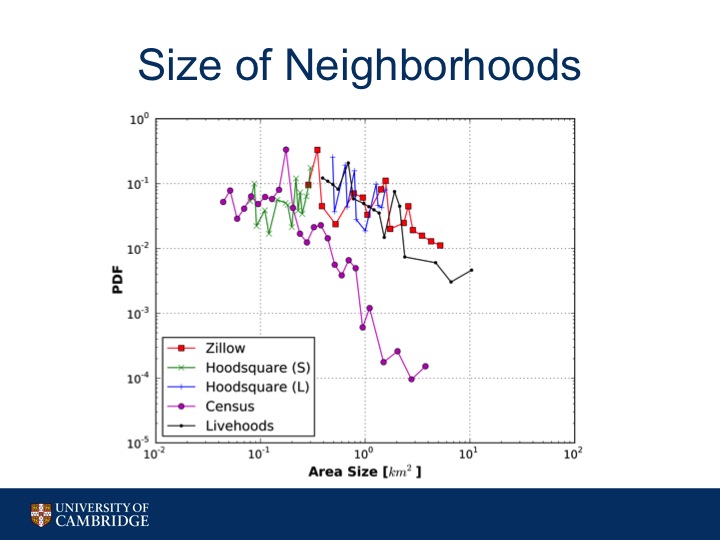 Size of Neighborhoods
10^0
10^-1
10^-2
10^-3
10^-4
10^-5
PDF
Zillow
Hoodsquare (S)
Hoodsquare (L)
Census
Livehoods
10^-2
10^-1
10^0
10^1
10^2
Area Size [km^2 ]
UNIVERSITY OF
CAMBRIDGE